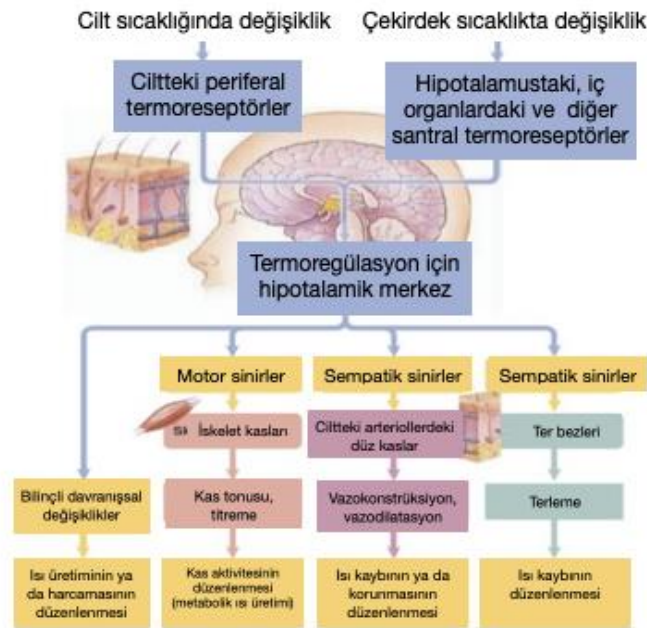 Cilt sıcaklığında değişiklik
Çekirdek sıcaklıkta değişiklik
Ciltteki periferal
termoreseptörler
Hipotalamustaki, iç
organlardaki ve diğer
santral termoreseptörler
Termoregülasyon için
hipotalamik merkez
Motor sinirler
Sempatik sinirler
Sempatik sinirler
İskelet kasları
Ciltteki arteriollerdeki
düz kaslar
Ter bezleri
Bilinçli davranışsal
değişiklikler
Kas tonusu,
titreme
Vazokonstrüksiyon,
vazodilatasyon
Terleme
Isı üretiminin ya
da harcamasının
düzenlenmesi
Kas aktivitesinin
düzenlenmesi
(metabolik ısı üretimi)
Isı kaybının ya da
korunmasının
düzenlenmesi
Isı kaybının
düzenlenmesi